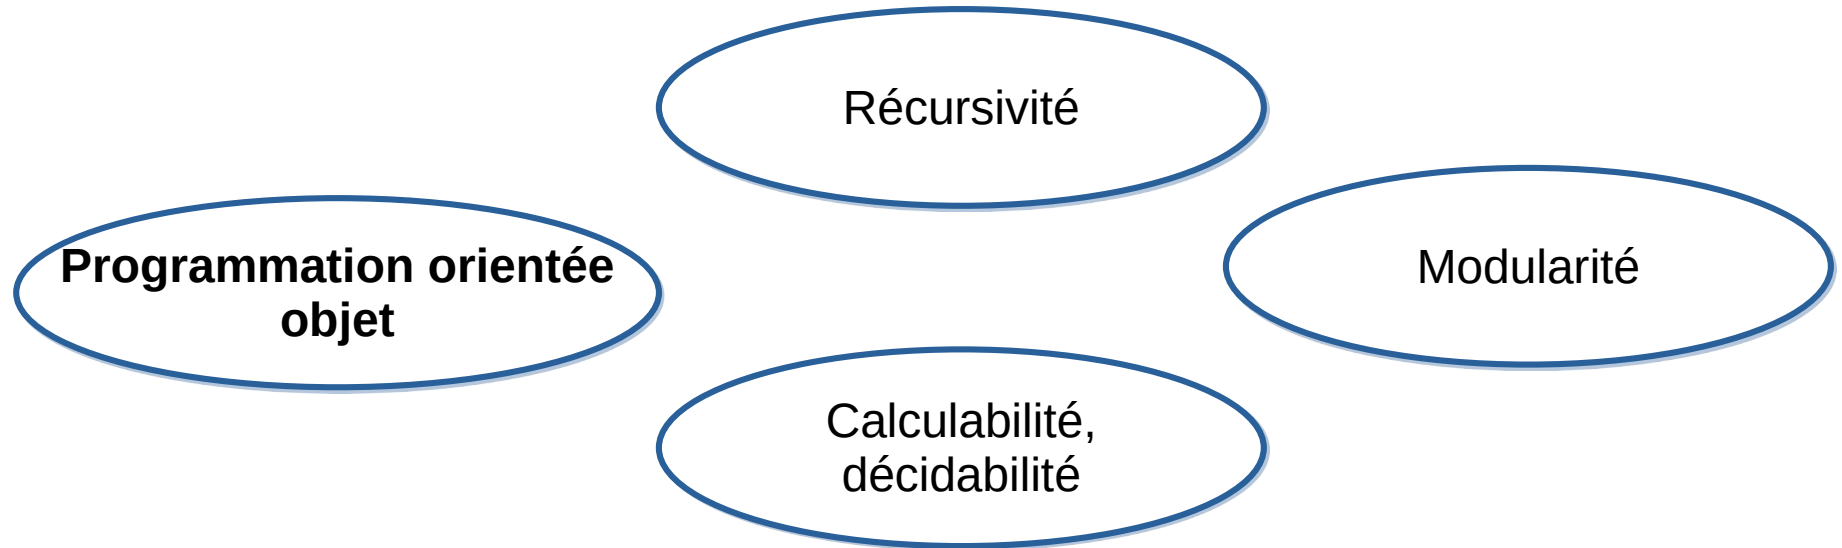 Récursivité
Programmation orientée
objet
Modularité
Calculabilité,
décidabilité